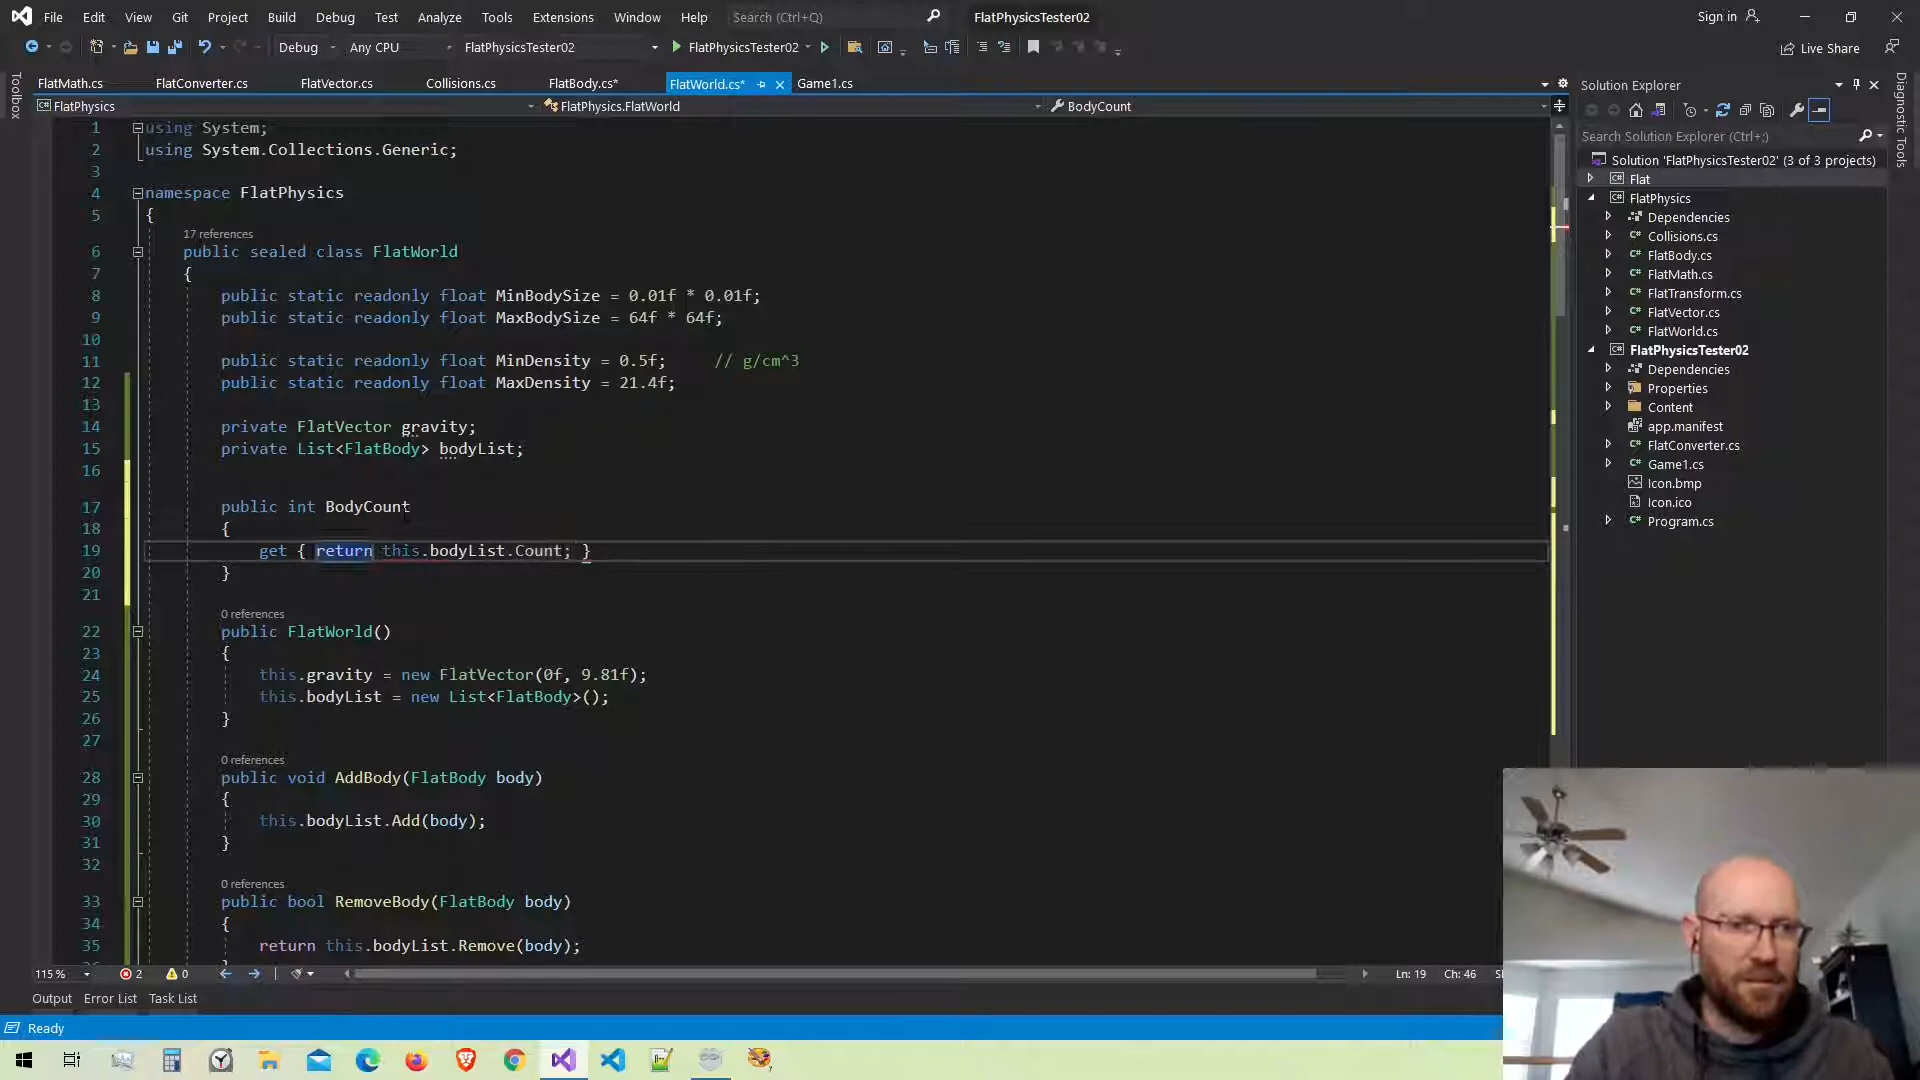 File Edit View Git Project Build Debug Test Analyze Tools Extensions Window Help Search (Ctrl+Q) FlatPhysicsTester02 Sign in
Debug Any CPU FlatPhysicsTester02 FlatPhysicsTester02 Live Share
Toolbox
FlatMath.cs FlatConverter.cs FlatVector.cs Collisions.cs FlatBody.cs* FlatWorld.cs* Game1.cs
FlatPhysics FlatPhysics.FlatWorld BodyCount
1 using System;
2 using System.Collections.Generic;
3
4 namespace FlatPhysics
5 {
17 references
6 public sealed class FlatWorld
7 {
8 public static readonly float MinBodySize = 0.01f * 0.01f;
9 public static readonly float MaxBodySize = 64f * 64f;
10
11 public static readonly float MinDensity = 0.5f; // g/cm^3
12 public static readonly float MaxDensity = 21.4f;
13
14 private FlatVector gravity;
15 private List<FlatBody> bodyList;
16
17 public int BodyCount
18 {
19 get { return this.bodyList.Count; }
20 }
21
0 references
22 public FlatWorld()
23 {
24 this.gravity = new FlatVector(0f, 9.81f);
25 this.bodyList = new List<FlatBody>();
26 }
27
0 references
28 public void AddBody(FlatBody body)
29 {
30 this.bodyList.Add(body);
31 }
32
0 references
33 public bool RemoveBody(FlatBody body)
34 {
35 return this.bodyList.Remove(body);
115 % 2 0 Ln: 19 Ch: 46
Output Error List Task List
Ready
Solution Explorer
Search Solution Explorer (Ctrl+;)
Solution 'FlatPhysicsTester02' (3 of 3 projects)
Flat
FlatPhysics
Dependencies
Collisions.cs
FlatBody.cs
FlatMath.cs
FlatTransform.cs
FlatVector.cs
FlatWorld.cs
FlatPhysicsTester02
Dependencies
Properties
Content
app.manifest
FlatConverter.cs
Game1.cs
Icon.bmp
Icon.ico
Program.cs
Diagnostic Tools